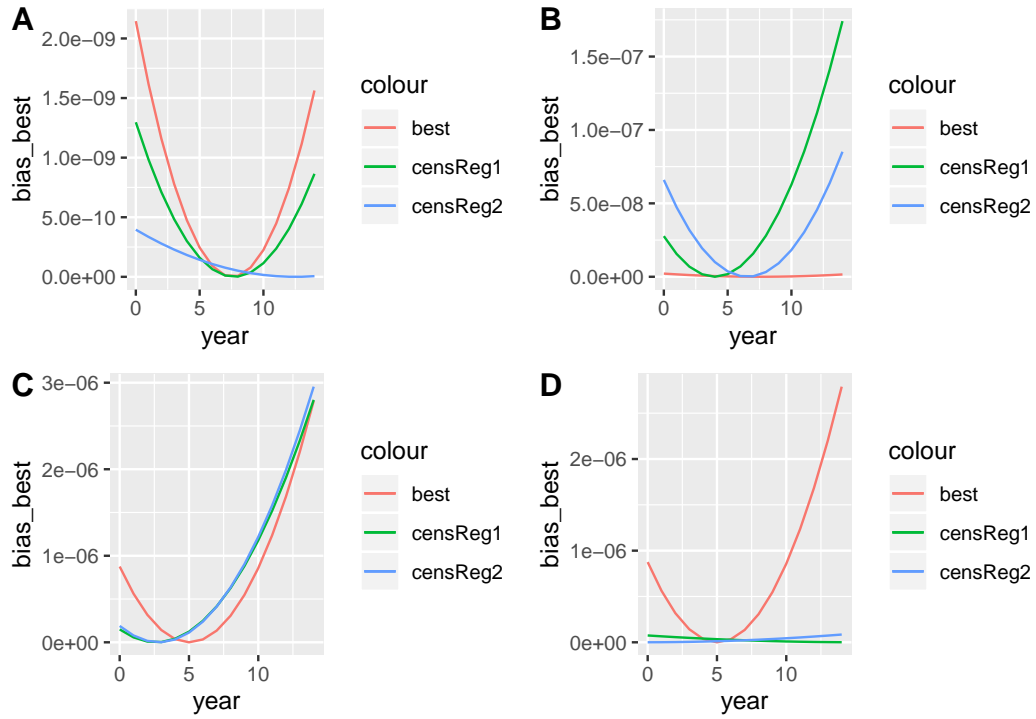 A
bias_best
2.0e−09
1.5e−09
1.0e−09
5.0e−10
0.0e+00
0 5 10
year
colour
best
censReg1
censReg2
B
bias_best
1.5e−07
1.0e−07
5.0e−08
0.0e+00
0 5 10
year
colour
best
censReg1
censReg2
C
bias_best
3e−06
2e−06
1e−06
0e+00
0 5 10
year
colour
best
censReg1
censReg2
D
bias_best
2e−06
1e−06
0e+00
0 5 10
year
colour
best
censReg1
censReg2